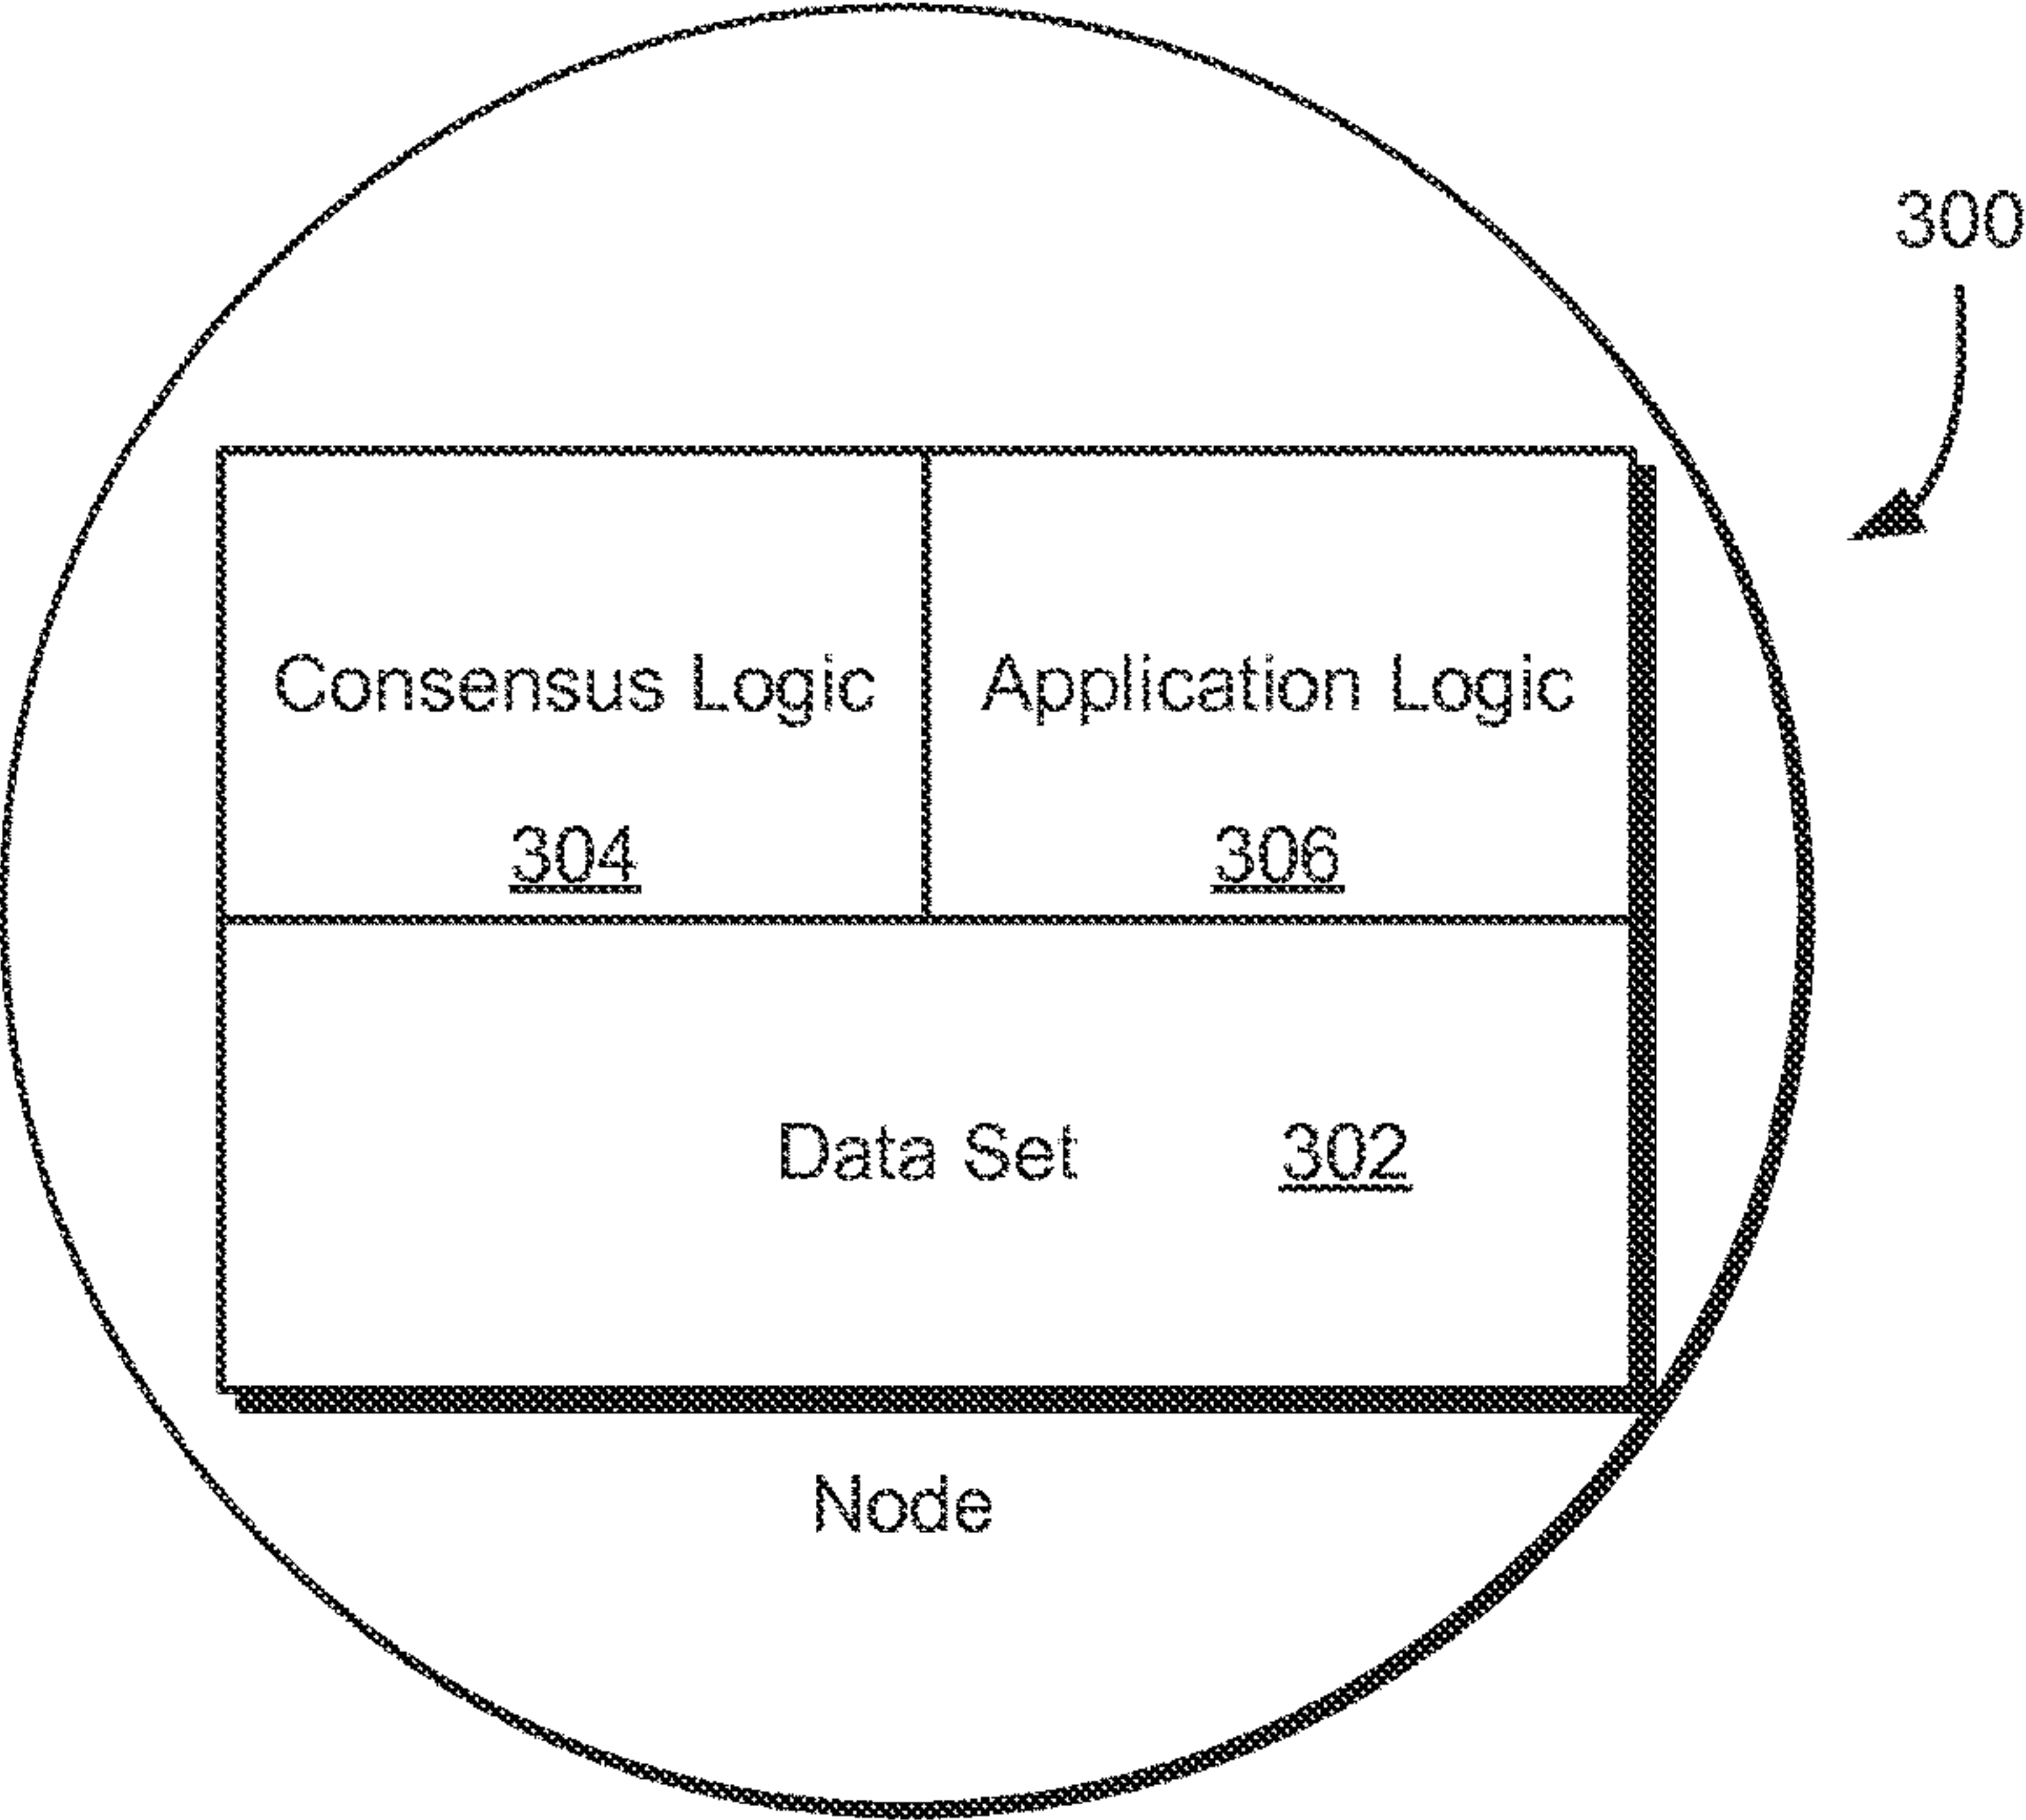 300
Consensus Logic
304
Application Logic
306
Data Set 302
Node